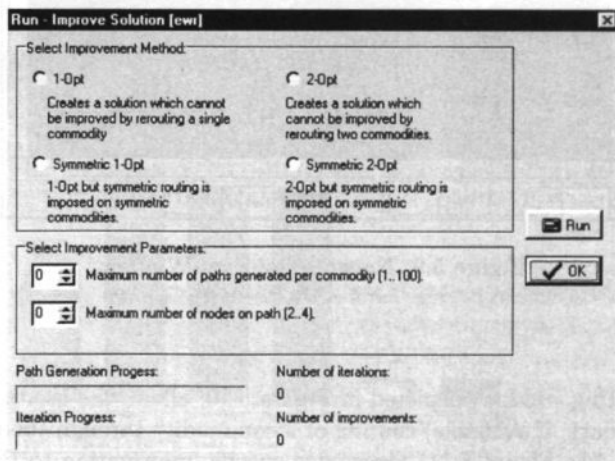 Run - Improve Solution [ewr]
Select Improvement Method:
1-Opt
Creates a solution which cannot
be improved by rerouting a single
commodity
2-Opt
Creates a solution which
cannot be improved by
rerouting two commodities.
Symmetric 1-Opt
1-Opt but symmetric routing is
imposed on symmetric
commodities.
Symmetric 2-Opt
2-Opt but symmetric routing is
imposed on symmetric
commodities.
Run
OK
Select Improvement Parameters:
0 Maximum number of paths generated per commodity (1..100).
0 Maximum number of nodes on path (2..4).
Path Generation Progess:
Number of iterations:
0
Iteration Progress:
Number of improvements:
0